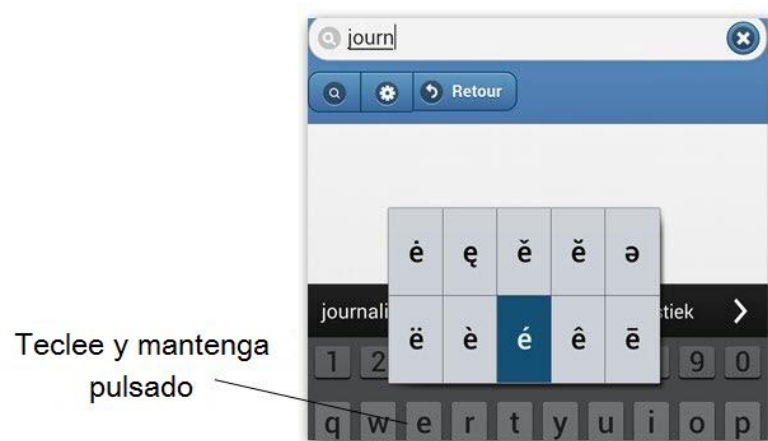 journ
Retour
ė ę ě ĕ ə
journali stiek
ë è é ê ē
Teclee y mantenga
pulsado
1 2 9 0
q w e r t y u i o p